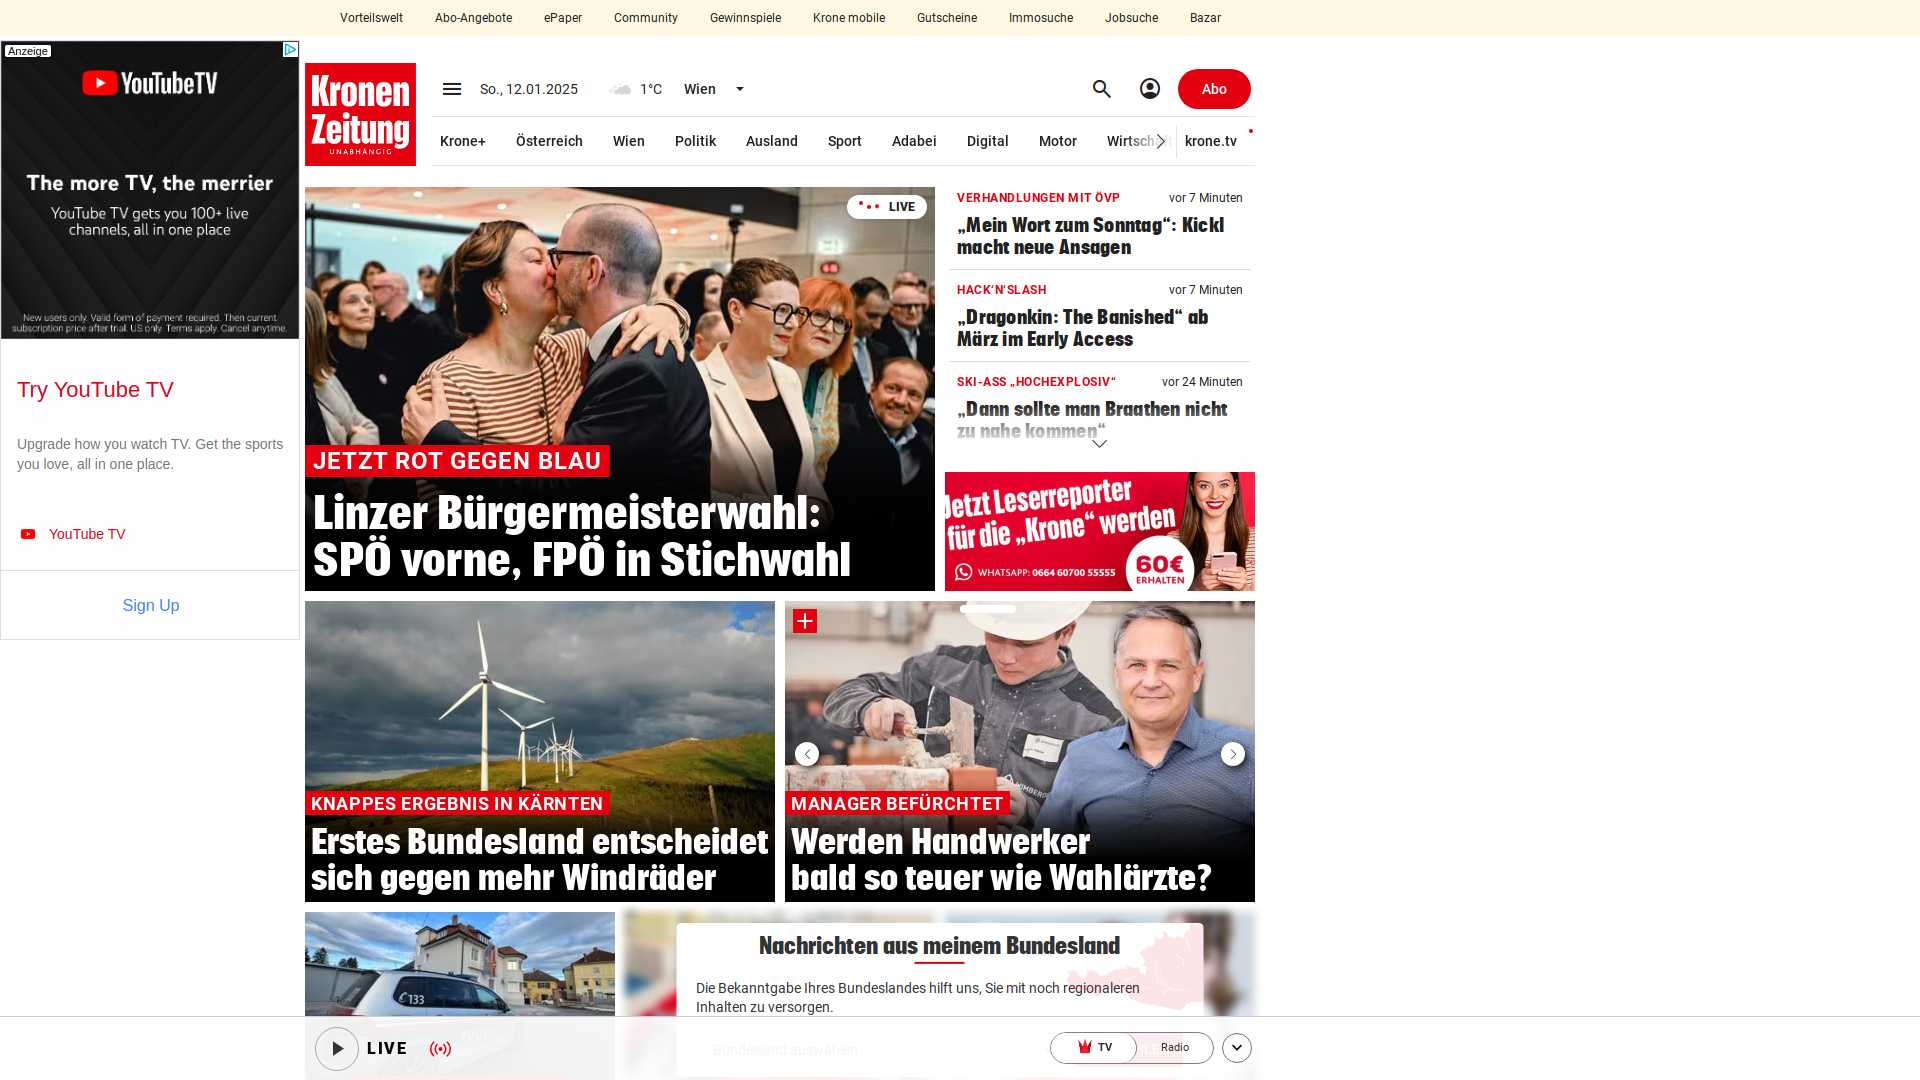 Vorteilswelt
Abo-Angebote
ePaper
Community
Gewinnspiele
Krone mobile
Gutscheine
Immosuche
Jobsuche
Bazar
Anzeige
YouTubeTV
The more TV, the merrier
YouTube TV gets you 100+ live
channels, all in one place
New users only. Valid form of payment required. Then current
subscription price after trial. US only. Terms apply. Cancel anytime.
Try YouTube TV
Upgrade how you watch TV. Get the sports
you love, all in one place.
YouTube TV
Sign Up
Kronen
Zeitung
UNABHÄNGIG
So., 12.01.2025
1°C
Wien
Abo
Krone+
Österreich
Wien
Politik
Ausland
Sport
Adabei
Digital
Motor
Wirtschaft
krone.tv
LIVE
JETZT ROT GEGEN BLAU
Linzer Bürgermeisterwahl:
SPÖ vorne, FPÖ in Stichwahl
VERHANDLUNGEN MIT ÖVP
vor 7 Minuten
„Mein Wort zum Sonntag“: Kickl
macht neue Ansagen
HACK‘N‘SLASH
vor 7 Minuten
„Dragonkin: The Banished“ ab
März im Early Access
SKI-ASS „HOCHEXPLOSIV“
vor 24 Minuten
„Dann sollte man Braathen nicht
zu nahe kommen“
Jetzt Leserreporter
für die „Krone“ werden
WHATSAPP: 0664 60700 55555
60€
ERHALTEN
KNAPPES ERGEBNIS IN KÄRNTEN
Erstes Bundesland entscheidet
sich gegen mehr Windräder
MANAGER BEFÜRCHTET
Werden Handwerker
bald so teuer wie Wahlärzte?
133
Nachrichten aus meinem Bundesland
Die Bekanntgabe Ihres Bundeslandes hilft uns, Sie mit noch regionaleren
Inhalten zu versorgen.
Bundesland auswählen
LIVE
TV
Radio